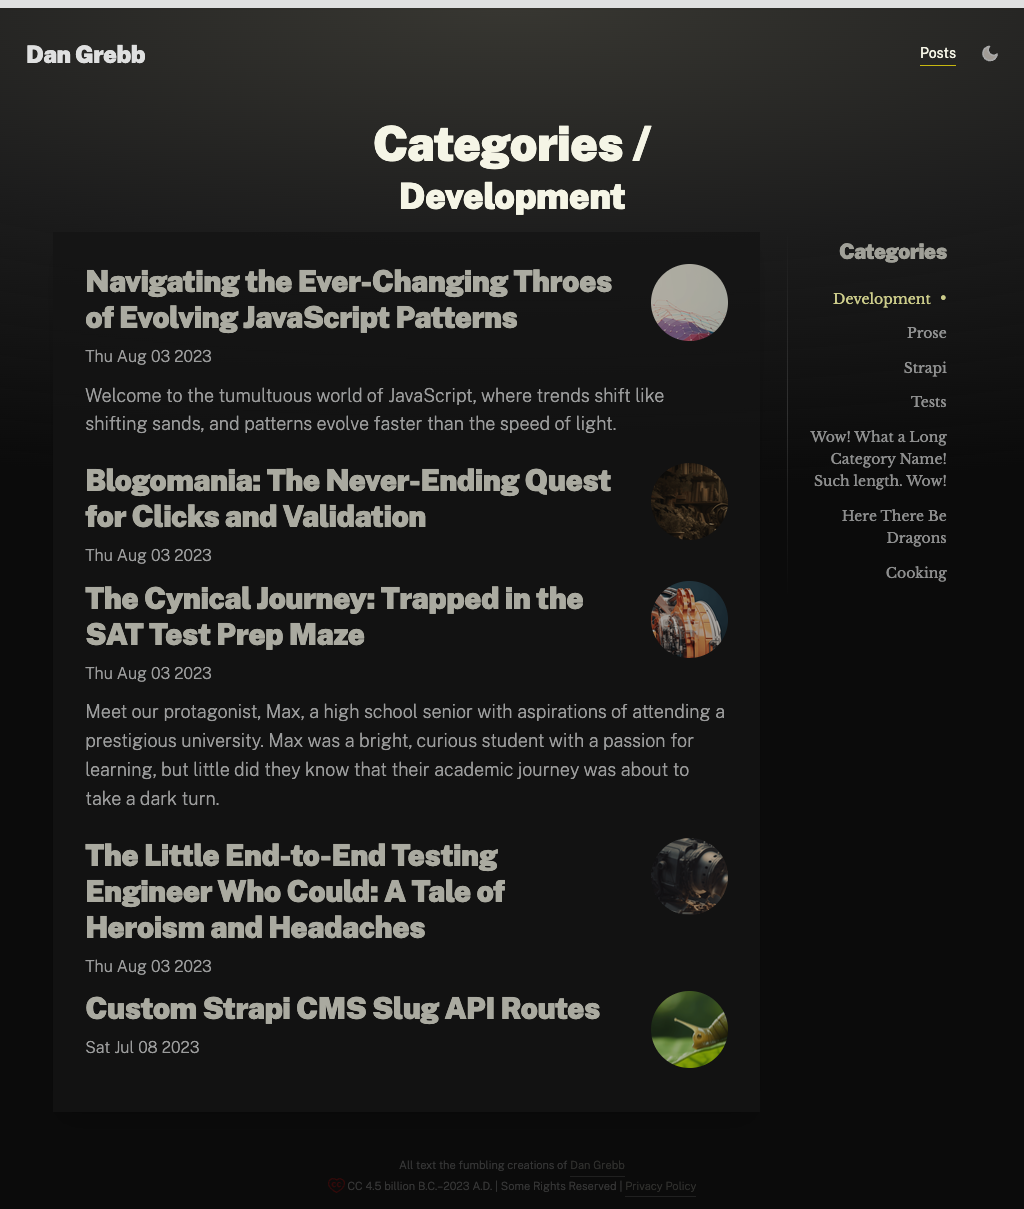 Dan Grebb
Posts
Categories /
Development
Navigating the Ever-Changing Throes
of Evolving JavaScript Patterns
Thu Aug 03 2023
Welcome to the tumultuous world of JavaScript, where trends shift like
shifting sands, and patterns evolve faster than the speed of light.
Blogomania: The Never-Ending Quest
for Clicks and Validation
Thu Aug 03 2023
The Cynical Journey: Trapped in the
SAT Test Prep Maze
Thu Aug 03 2023
Meet our protagonist, Max, a high school senior with aspirations of attending a
prestigious university. Max was a bright, curious student with a passion for
learning, but little did they know that their academic journey was about to
take a dark turn.
The Little End-to-End Testing
Engineer Who Could: A Tale of
Heroism and Headaches
Thu Aug 03 2023
Custom Strapi CMS Slug API Routes
Sat Jul 08 2023
Categories
Development •
Prose
Strapi
Tests
Wow! What a Long
Category Name!
Such length. Wow!
Here There Be
Dragons
Cooking
All text the fumbling creations of Dan Grebb
CC 4.5 billion B.C.–2023 A.D. | Some Rights Reserved | Privacy Policy